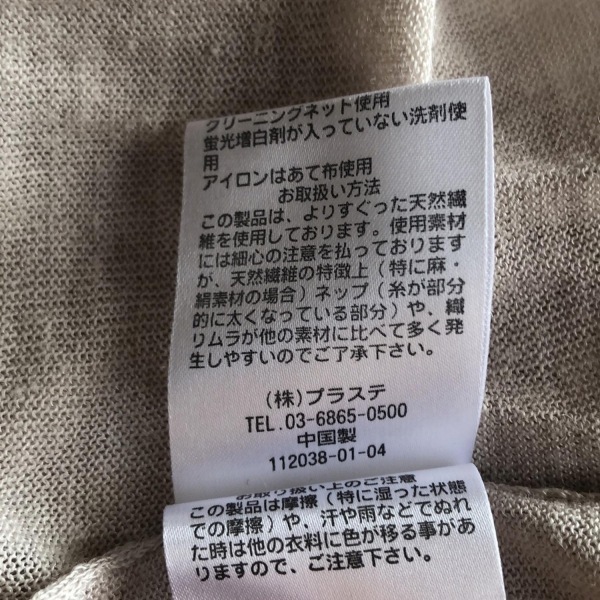 クリーニングネット使用
蛍光増白剤が入っていない洗剤使
用
アイロンはあて布使用
お取扱い方法
この製品は、よりすぐった天然繊
維を使用しております。使用素材
には細心の注意を払っております
が、天然繊維の特徴上（特に麻・
絹素材の場合）ネップ（糸が部分
的に太くなっている部分）や、織
りムラが他の素材に比べて多く発
生しやすいのでご了承下さい。
（株）プラステ
TEL.03-6865-0500
中国製
112038-01-04
お取り扱い上のご注意
この製品は摩擦（特に湿った状態
での摩擦）や、汗や雨などでぬれ
た時は他の衣料に色が移る事があ
りますので、ご注意下さい。